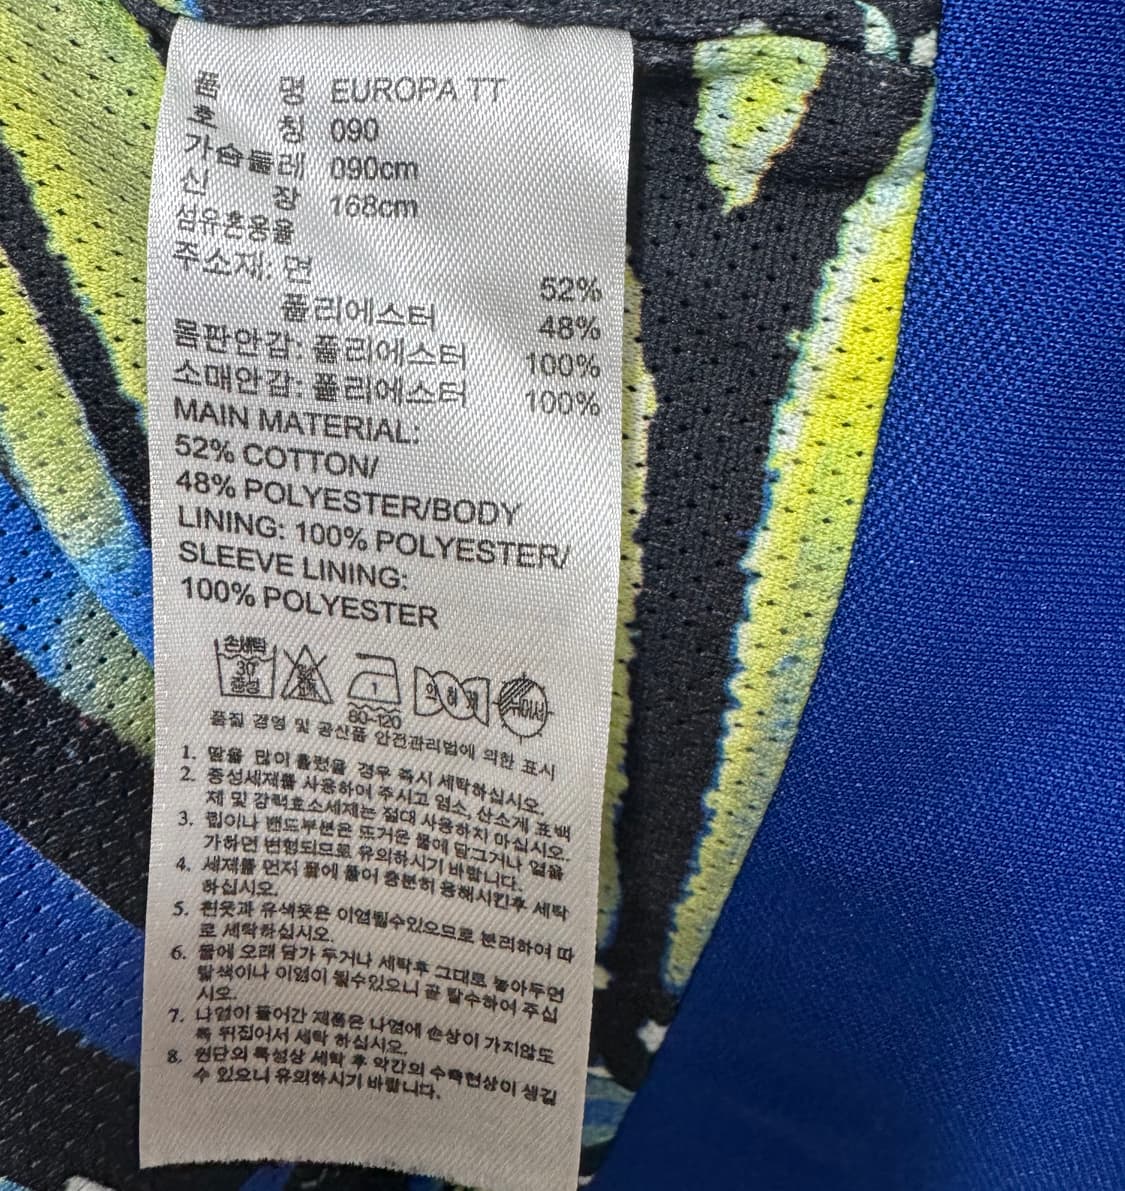 품 명 EUROPA TT
호 칭 090
가슴둘레 090cm
신 장 168cm
섬유혼용율
주소재: 면 52%
폴리에스터 48%
몸판안감: 폴리에스터 100%
소매안감: 폴리에스터 100%
MAIN MATERIAL:
52% COTTON/
48% POLYESTER/BODY
LINING: 100% POLYESTER/
SLEEVE LINING:
100% POLYESTER
손세탁
30°
중성
1
80~120
약하게
에서
품질 경영 및 공산품 안전관리법에 의한 표시
1. 땀을 많이 흘렸을 경우 즉시 세탁하십시오.
2. 중성세제를 사용하여 주시고 염소, 산소계 표백
제 및 강력효소세제는 절대 사용하지 마십시오.
3. 립이나 밴드부분은 뜨거운 물에 담그거나 열을
가하면 변형되므로 유의하시기 바랍니다.
4. 세제를 먼저 물에 풀어 충분히 용해시킨후 세탁
하십시오.
5. 흰옷과 유색옷은 이염될수있으므로 분리하여 따
로 세탁하십시오.
6. 물에 오래 담가 두거나 세탁후 그대로 놓아두면
탈색이나 이염이 될수있으니 곧 탈수하여 주십
시오.
7. 나염이 들어간 제품은 나염에 손상이 가지않도
록 뒤집어서 세탁 하십시오.
8. 원단의 특성상 세탁 후 약간의 수축현상이 생길
수 있으니 유의하시기 바랍니다.